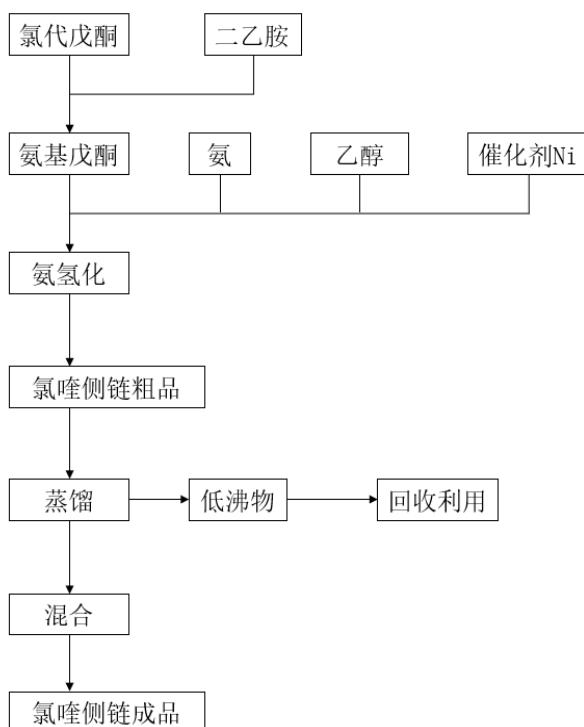 氯代戊酮
二乙胺
氨基戊酮
氨
乙醇
催化剂Ni
氨氢化
氯喹侧链粗品
蒸馏
低沸物
回收利用
混合
氯喹侧链成品